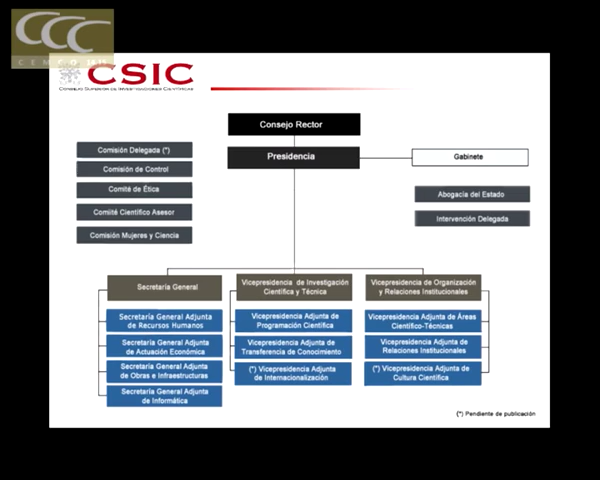 CCC
CEMCO 2015
CSIC
CONSEJO SUPERIOR DE INVESTIGACIONES CIENTÍFICAS
Consejo Rector
Presidencia
Gabinete
Comisión Delegada (*)
Comisión de Control
Comité de Ética
Comité Científico Asesor
Comisión Mujeres y Ciencia
Abogacía del Estado
Intervención Delegada
Secretaría General
Secretaría General Adjunta
de Recursos Humanos
Secretaría General Adjunta
de Actuación Económica
Secretaría General Adjunta
de Obras e Infraestructuras
Secretaría General Adjunta
de Informática
Vicepresidencia de Investigación
Científica y Técnica
Vicepresidencia Adjunta de
Programación Científica
Vicepresidencia Adjunta de
Transferencia de Conocimiento
(*) Vicepresidencia Adjunta
de Internacionalización
Vicepresidencia de Organización
y Relaciones Institucionales
Vicepresidencia Adjunta de Áreas
Científico-Técnicas
Vicepresidencia Adjunta de
Relaciones Institucionales
(*) Vicepresidencia Adjunta de
Cultura Científica
(*) Pendiente de publicación